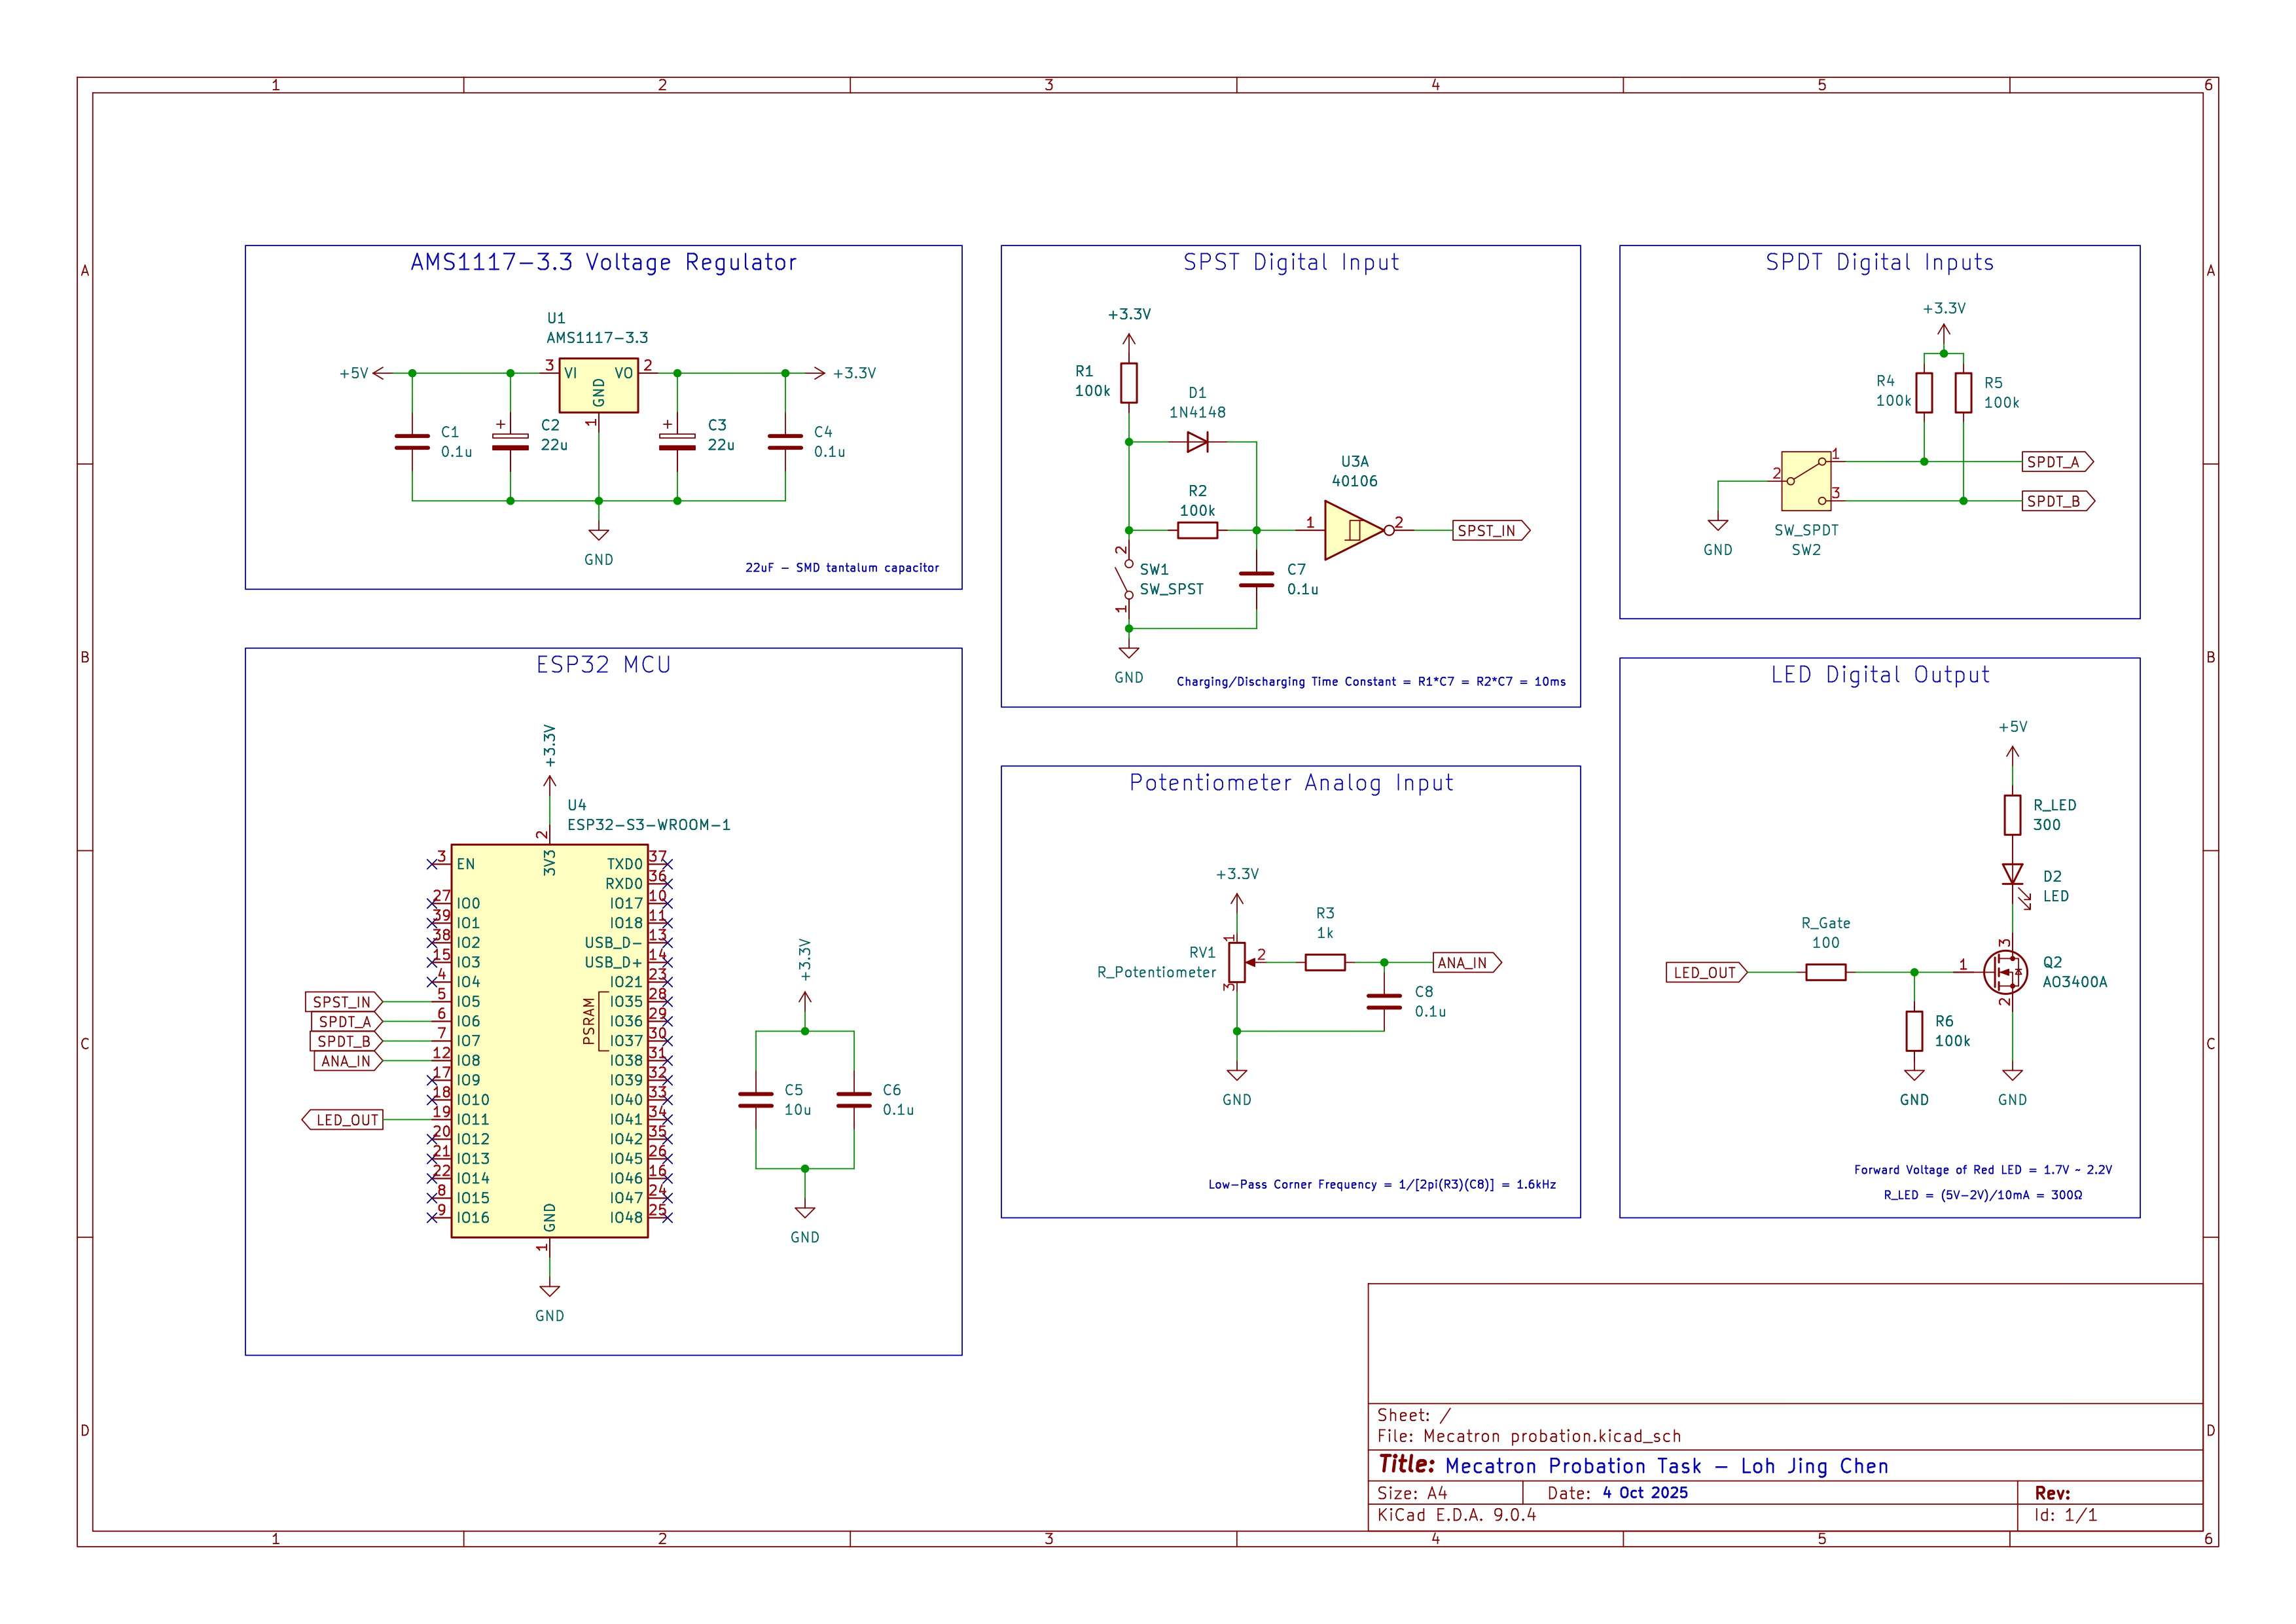 1 2 3 4 5 6
A A
B B
C C
D D
1 2 3 4 5 6
AMS1117-3.3 Voltage Regulator
U1
AMS1117-3.3
+5V
3 VI VO 2
GND
1
+3.3V
C1
0.1u
+
C2
22u
+
C3
22u
C4
0.1u
GND
22uF - SMD tantalum capacitor
SPST Digital Input
+3.3V
R1
100k
D1
1N4148
R2
100k
U3A
40106
1 2
SPST_IN
2
SW1
SW_SPST
1
C7
0.1u
GND
Charging/Discharging Time Constant = R1*C7 = R2*C7 = 10ms
SPDT Digital Inputs
+3.3V
R4
100k
R5
100k
1
2
3
SPDT_A
SPDT_B
SW_SPDT
SW2
GND
ESP32 MCU
+3.3V
U4
ESP32-S3-WROOM-1
2
3V3
3 EN TXD0 37
RXD0 36
27 IO0 IO17 10
39 IO1 IO18 11
38 IO2 USB_D- 13
15 IO3 USB_D+ 14
4 IO4 IO21 23
SPST_IN 5 IO5 IO35 28
SPDT_A 6 IO6 IO36 29
SPDT_B 7 IO7 IO37 30
ANA_IN 12 IO8 IO38 31
17 IO9 IO39 32
18 IO10 IO40 33
LED_OUT 19 IO11 IO41 34
20 IO12 IO42 35
21 IO13 IO45 26
22 IO14 IO46 16
8 IO15 IO47 24
9 IO16 IO48 25
PSRAM
GND
1
GND
+3.3V
C5
10u
C6
0.1u
GND
Potentiometer Analog Input
+3.3V
RV1
R_Potentiometer
1
2
3
R3
1k
ANA_IN
C8
0.1u
GND
Low-Pass Corner Frequency = 1/[2pi(R3)(C8)] = 1.6kHz
LED Digital Output
+5V
R_LED
300
D2
LED
R_Gate
100
LED_OUT
1
3
2
Q2
AO3400A
R6
100k
GND
GND
Forward Voltage of Red LED = 1.7V ~ 2.2V
R_LED = (5V-2V)/10mA = 300Ω
Sheet: /
File: Mecatron probation.kicad_sch
Title: Mecatron Probation Task - Loh Jing Chen
Size: A4 Date: 4 Oct 2025 Rev:
KiCad E.D.A. 9.0.4 Id: 1/1